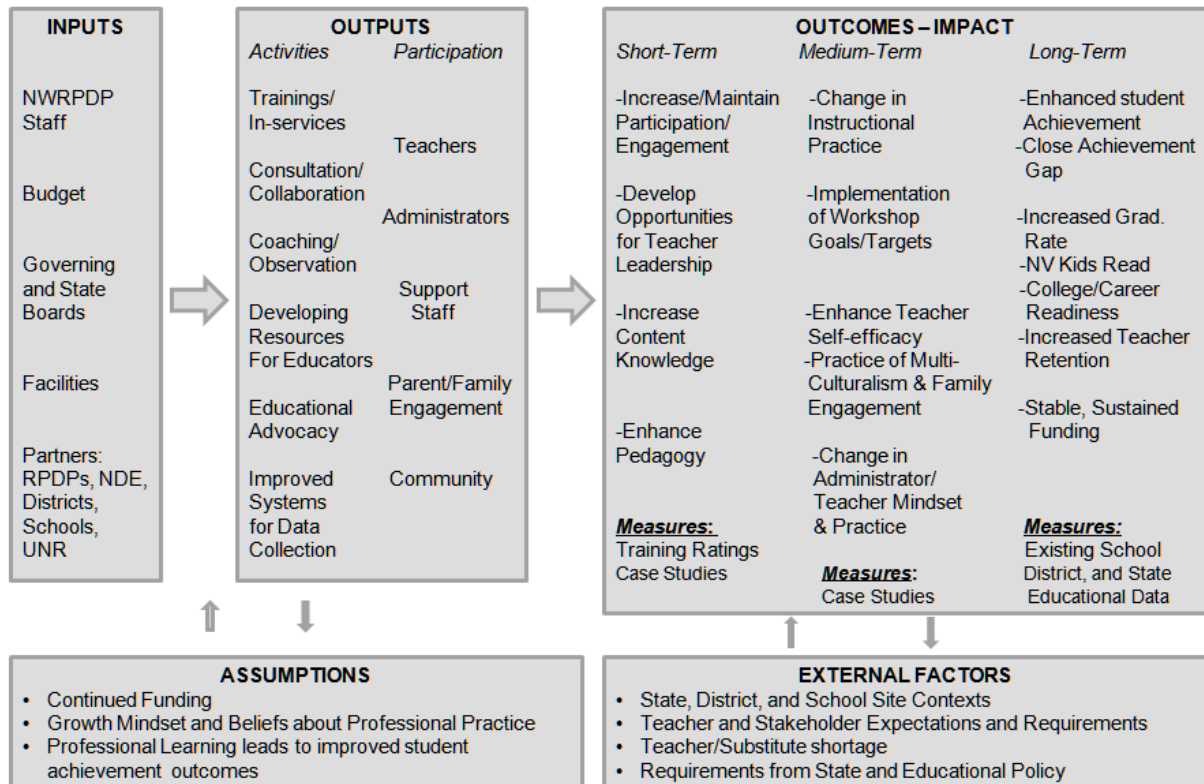 INPUTS
NWRPDP
Staff
Budget
Governing
and State
Boards
Facilities
Partners:
RPDPs, NDE,
Districts,
Schools,
UNR
OUTPUTS
Activities
Trainings/
In-services
Consultation/
Collaboration
Coaching/
Observation
Developing
Resources
For Educators
Educational
Advocacy
Improved
Systems
for Data
Collection
Participation
Teachers
Administrators
Support
Staff
Parent/Family
Engagement
Community
OUTCOMES – IMPACT
Short-Term
-Increase/Maintain
Participation/
Engagement
-Develop
Opportunities
for Teacher
Leadership
-Increase
Content
Knowledge
-Enhance
Pedagogy
Measures:
Training Ratings
Case Studies
Medium-Term
-Change in
Instructional
Practice
-Implementation
of Workshop
Goals/Targets
-Enhance Teacher
Self-efficacy
-Practice of Multi-
Culturalism & Family
Engagement
-Change in
Administrator/
Teacher Mindset
& Practice
Measures:
Case Studies
Long-Term
-Enhanced student
Achievement
-Close Achievement
Gap
-Increased Grad.
Rate
-NV Kids Read
-College/Career
Readiness
-Increased Teacher
Retention
-Stable, Sustained
Funding
Measures:
Existing School
District, and State
Educational Data
ASSUMPTIONS
• Continued Funding
• Growth Mindset and Beliefs about Professional Practice
• Professional Learning leads to improved student
achievement outcomes
EXTERNAL FACTORS
• State, District, and School Site Contexts
• Teacher and Stakeholder Expectations and Requirements
• Teacher/Substitute shortage
• Requirements from State and Educational Policy